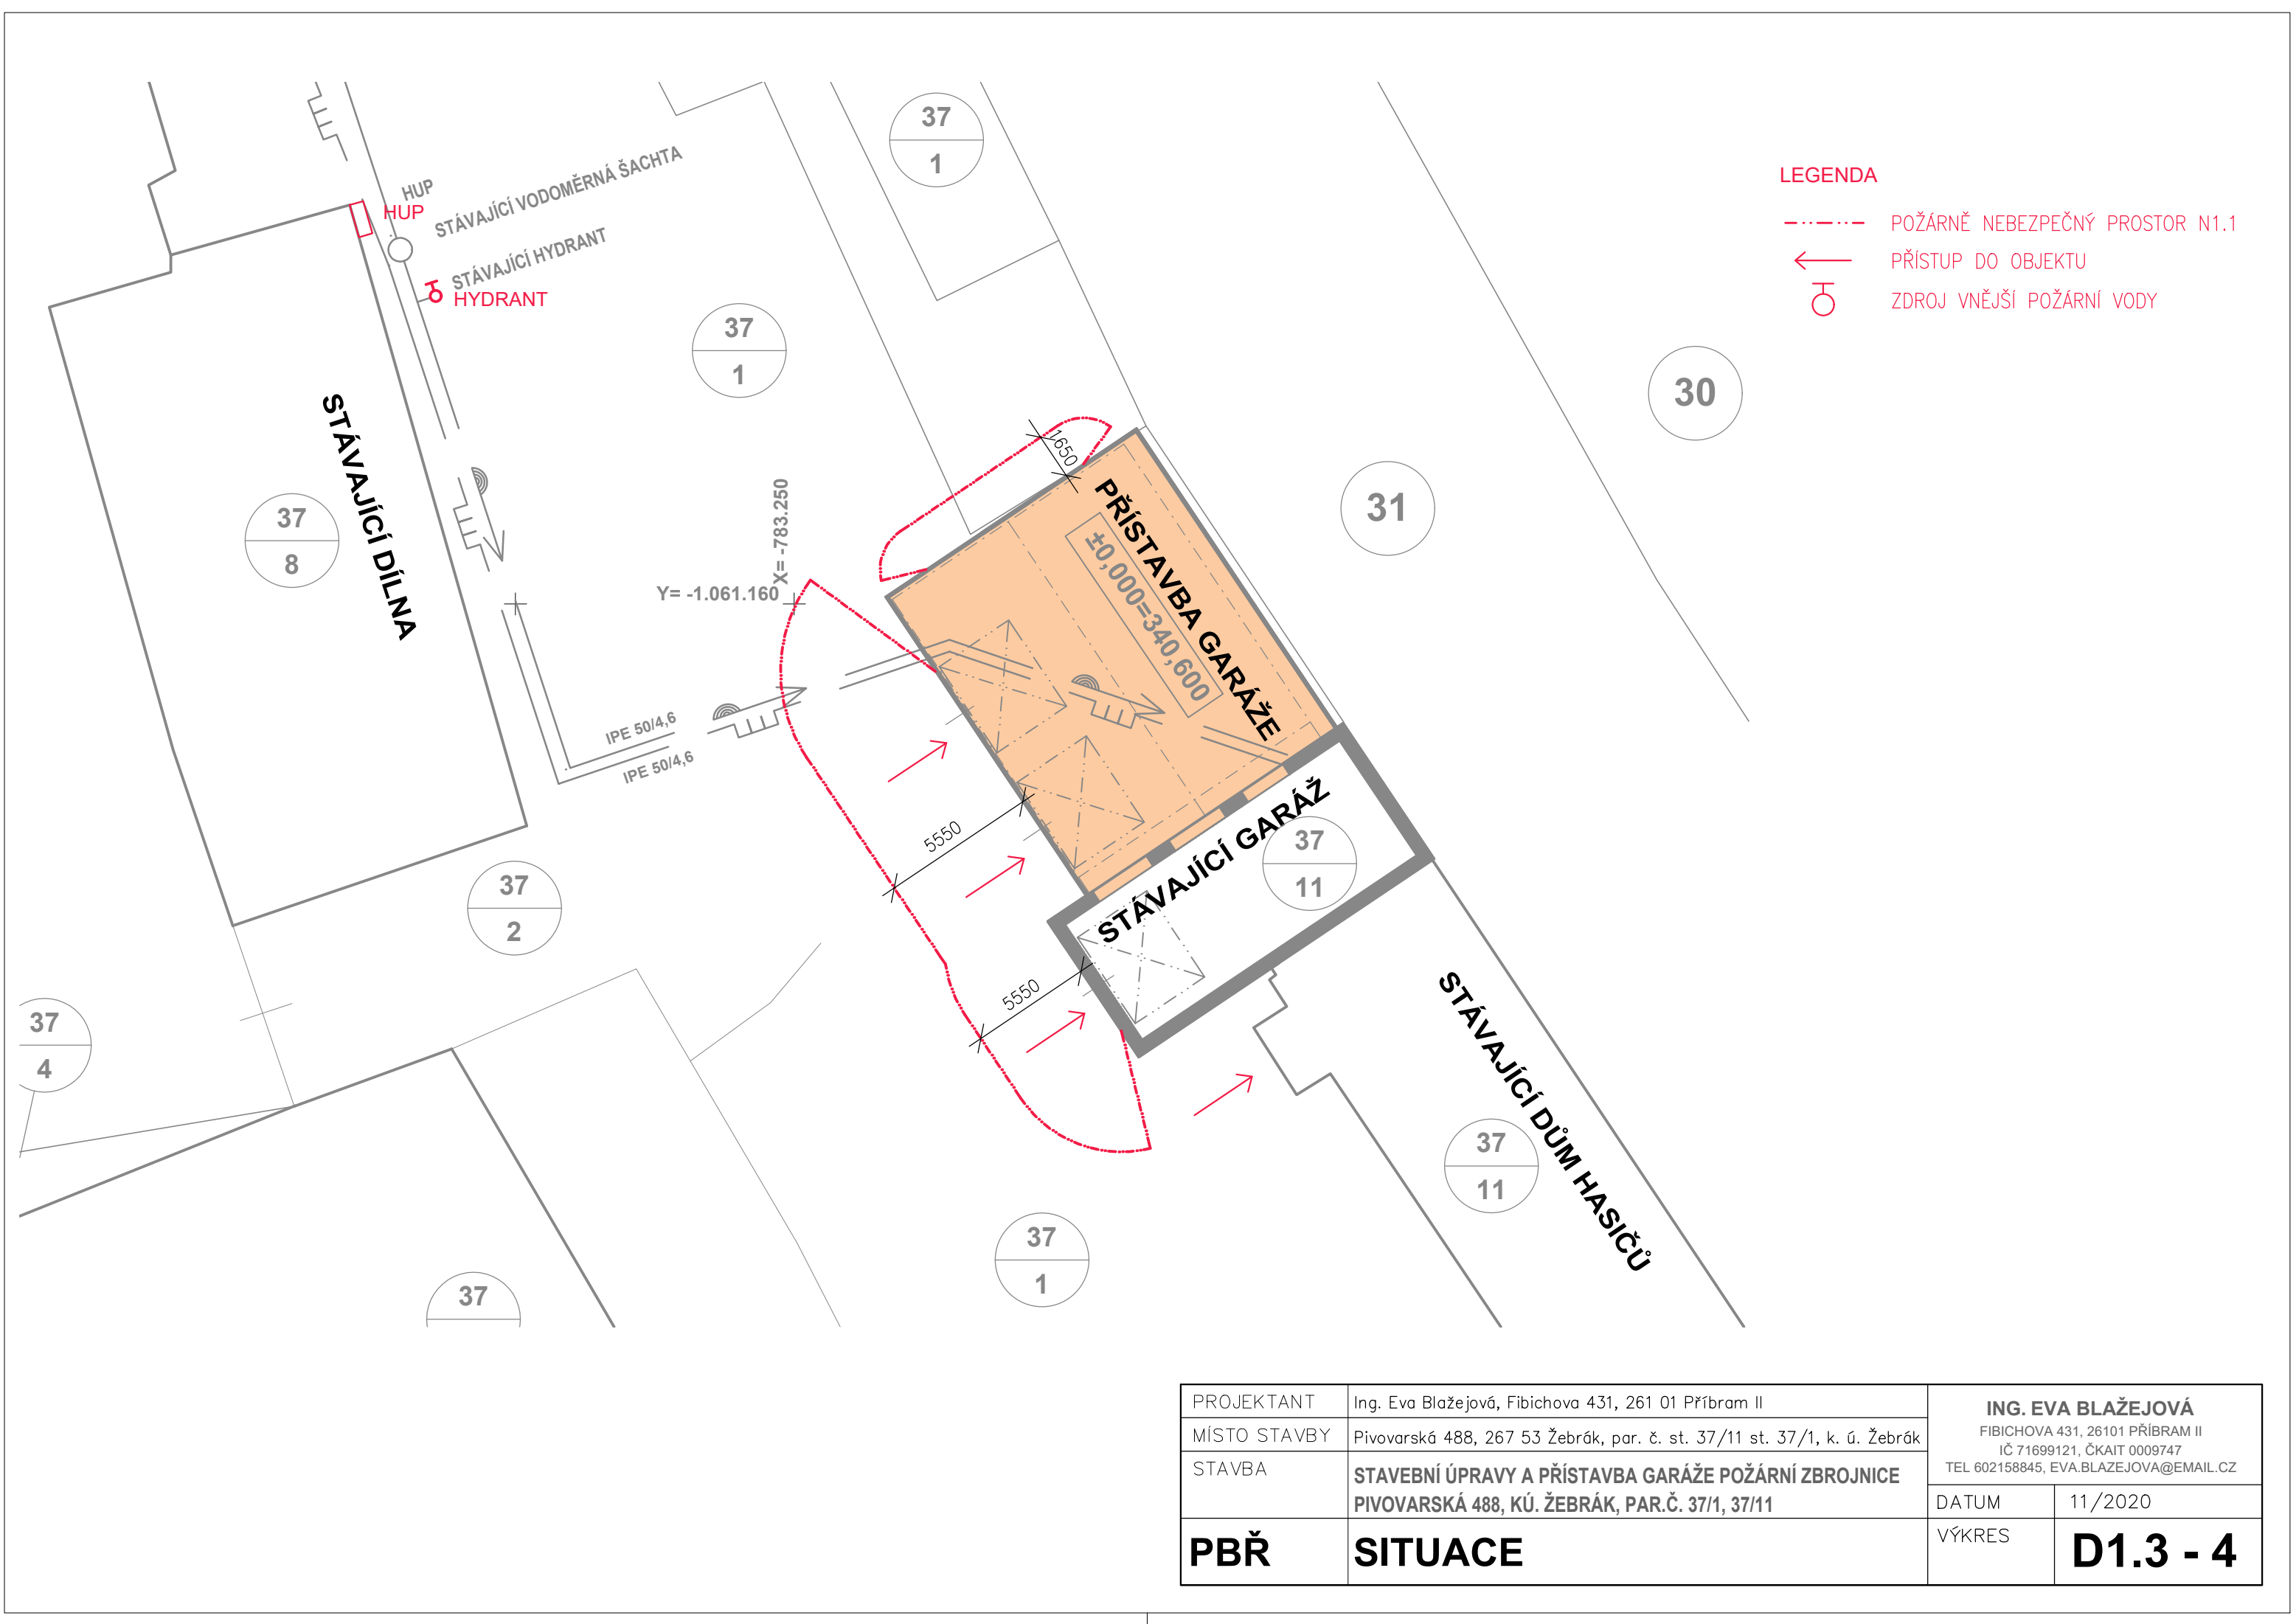 37
1
HUP
HUP
STÁVAJÍCÍ VODOMĚRNÁ ŠACHTA
STÁVAJÍCÍ HYDRANT
HYDRANT
LEGENDA
POŽÁRNĚ NEBEZPEČNÝ PROSTOR N1.1
PŘÍSTUP DO OBJEKTU
ZDROJ VNĚJŠÍ POŽÁRNÍ VODY
37
1
30
31
STÁVAJÍCÍ DÍLNA
37
8
1650
X= -783.250
Y= -1.061.160
PŘÍSTAVBA GARÁŽE
±0,000=340,600
IPE 50/4,6
IPE 50/4,6
5550
STÁVAJÍCÍ GARÁŽ
37
11
37
2
5550
37
4
STÁVAJÍCÍ DŮM HASIČŮ
37
11
37
1
37
PROJEKTANT
Ing. Eva Blažejová, Fibichova 431, 261 01 Příbram II
MÍSTO STAVBY
Pivovarská 488, 267 53 Žebrák, par. č. st. 37/11 st. 37/1, k. ú. Žebrák
STAVBA
STAVEBNÍ ÚPRAVY A PŘÍSTAVBA GARÁŽE POŽÁRNÍ ZBROJNICE
PIVOVARSKÁ 488, KÚ. ŽEBRÁK, PAR.Č. 37/1, 37/11
PBŘ
SITUACE
ING. EVA BLAŽEJOVÁ
FIBICHOVA 431, 26101 PŘÍBRAM II
IČ 71699121, ČKAIT 0009747
TEL 602158845, EVA.BLAZEJOVA@EMAIL.CZ
DATUM
11/2020
VÝKRES
D1.3 - 4